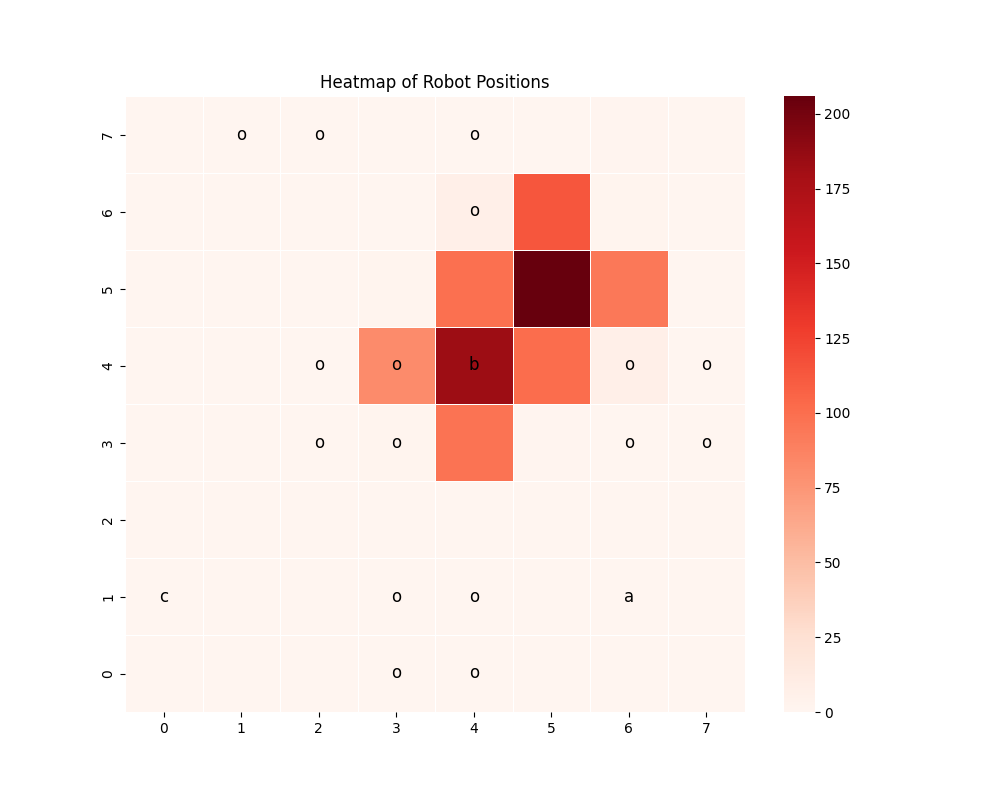 Heatmap of Robot Positions
7 o o o
6 o
5
4 o o b o o
3 o o o o
2
1 c o o a
0 o o
0 1 2 3 4 5 6 7
200
175
150
125
100
75
50
25
0